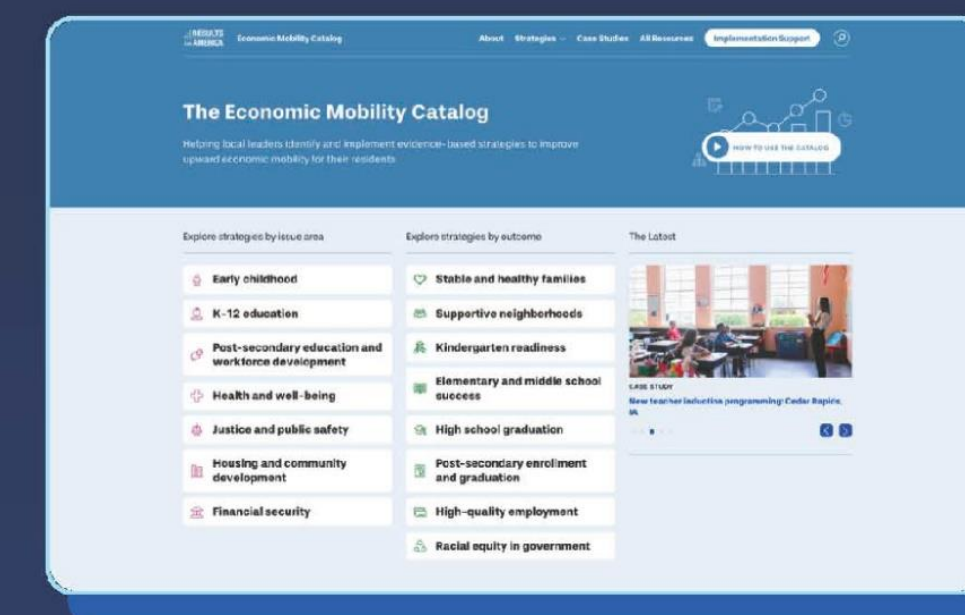 RESULTS
FOR AMERICA
Economic Mobility Catalog
About Strategies Case Studies All Resources Implementation Support
The Economic Mobility Catalog
Helping local leaders identify and implement evidence-based strategies to improve
upward economic mobility for their residents
HOW TO USE THE CATALOG
Explore strategies by issue area
Early childhood
K-12 education
Post-secondary education and
workforce development
Health and well-being
Justice and public safety
Housing and community
development
Financial security
Explore strategies by outcome
Stable and healthy families
Supportive neighborhoods
Kindergarten readiness
Elementary and middle school
success
High school graduation
Post-secondary enrollment
and graduation
High-quality employment
Racial equity in government
The Latest
CASE STUDY
New teacher induction programming: Cedar Rapids,
IA